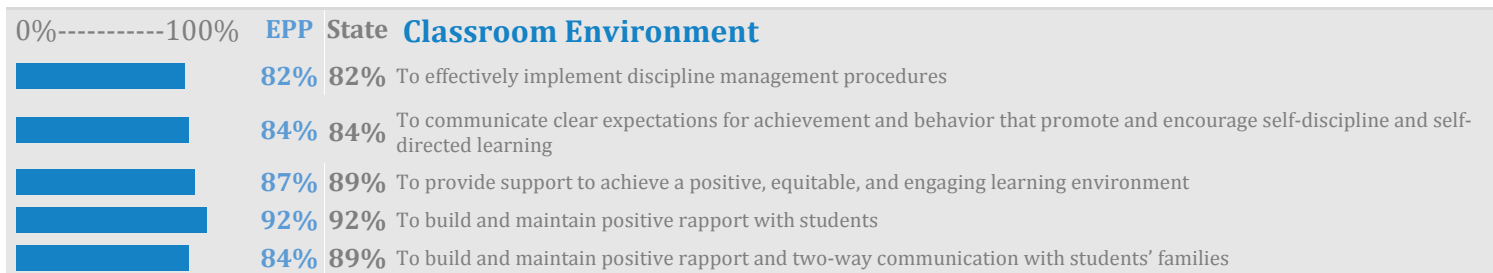 0%-----------100% EPP State Classroom Environment
82% 82% To effectively implement discipline management procedures
84% 84% To communicate clear expectations for achievement and behavior that promote and encourage self-discipline and self-
directed learning
87% 89% To provide support to achieve a positive, equitable, and engaging learning environment
92% 92% To build and maintain positive rapport with students
84% 89% To build and maintain positive rapport and two-way communication with students’ families